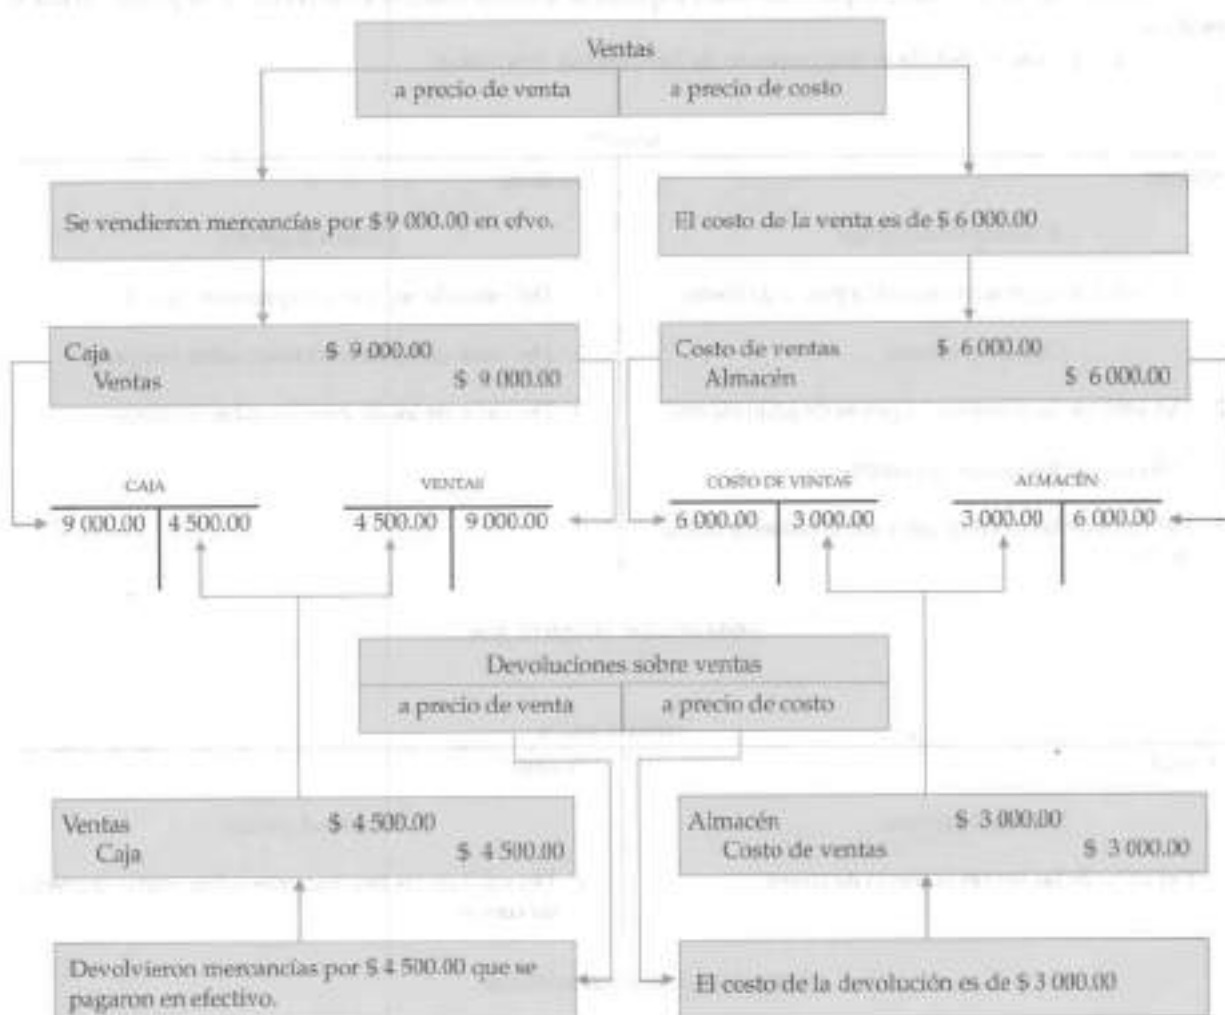 Ventas
a precio de venta a precio de costo
Se vendieron mercancías por $ 9 000.00 en efvo.
El costo de la venta es de $ 6 000.00
Caja $ 9 000.00
Ventas $ 9 000.00
Costo de ventas $ 6 000.00
Almacén $ 6 000.00
CAJA
9 000.00 4 500.00
VENTAS
4 500.00 9 000.00
COSTO DE VENTAS
6 000.00 3 000.00
ALMACÉN
3 000.00 6 000.00
Devoluciones sobre ventas
a precio de venta a precio de costo
Ventas $ 4 500.00
Caja $ 4 500.00
Almacén $ 3 000.00
Costo de ventas $ 3 000.00
Devolvieron mercancías por $ 4 500.00 que se
pagaron en efectivo.
El costo de la devolución es de $ 3 000.00